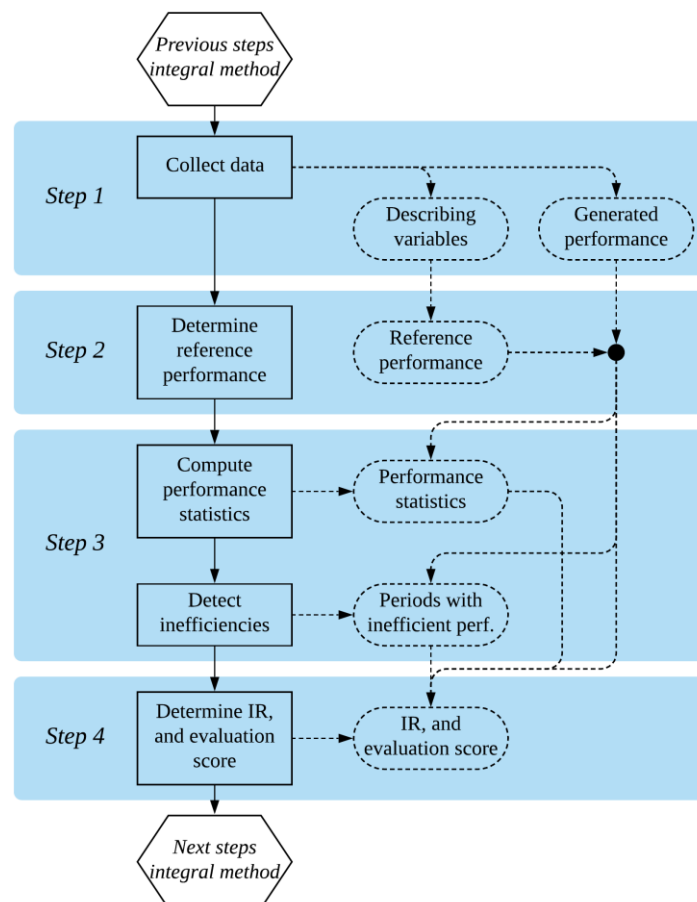 Previous steps
integral method
Step 1
Collect data
Describing
variables
Generated
performance
Step 2
Determine
reference
performance
Reference
performance
Step 3
Compute
performance
statistics
Performance
statistics
Detect
inefficiencies
Periods with
inefficient perf.
Step 4
Determine IR,
and evaluation
score
IR, and
evaluation score
Next steps
integral method